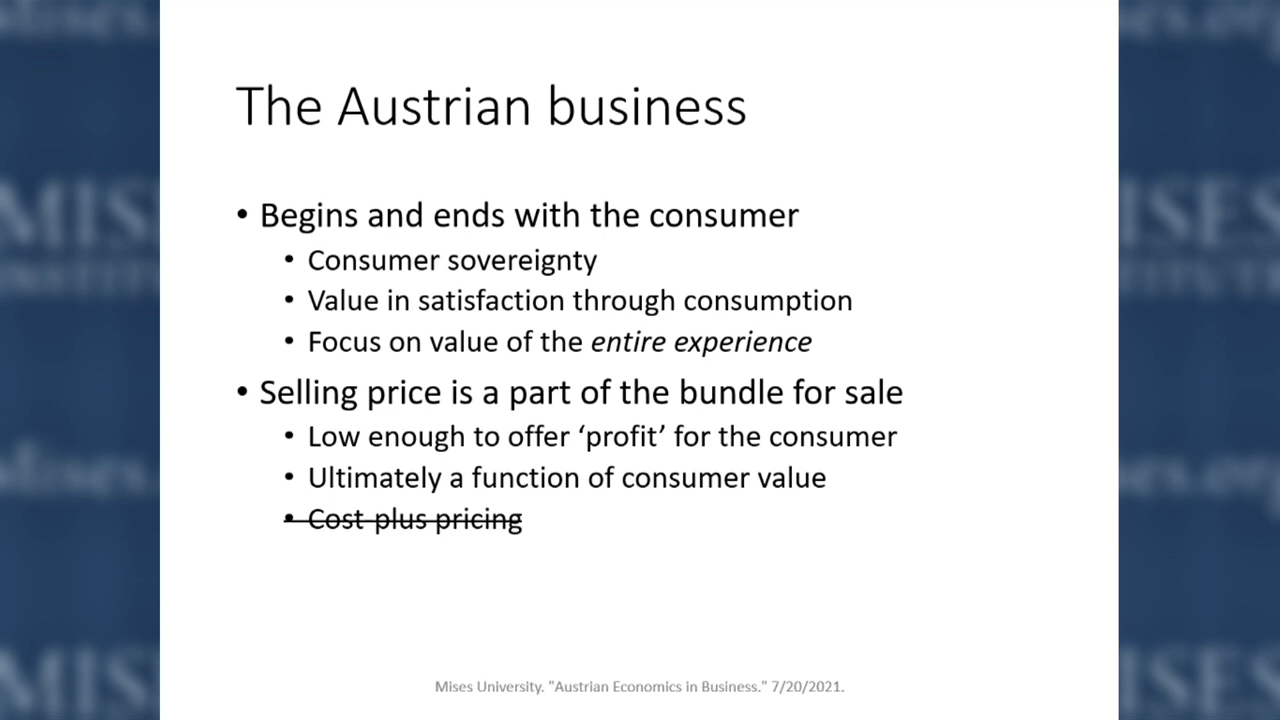 The Austrian business
• Begins and ends with the consumer
• Consumer sovereignty
• Value in satisfaction through consumption
• Focus on value of the entire experience
• Selling price is a part of the bundle for sale
• Low enough to offer ‘profit’ for the consumer
• Ultimately a function of consumer value
• Cost-plus pricing
Mises University. "Austrian Economics in Business." 7/20/2021.